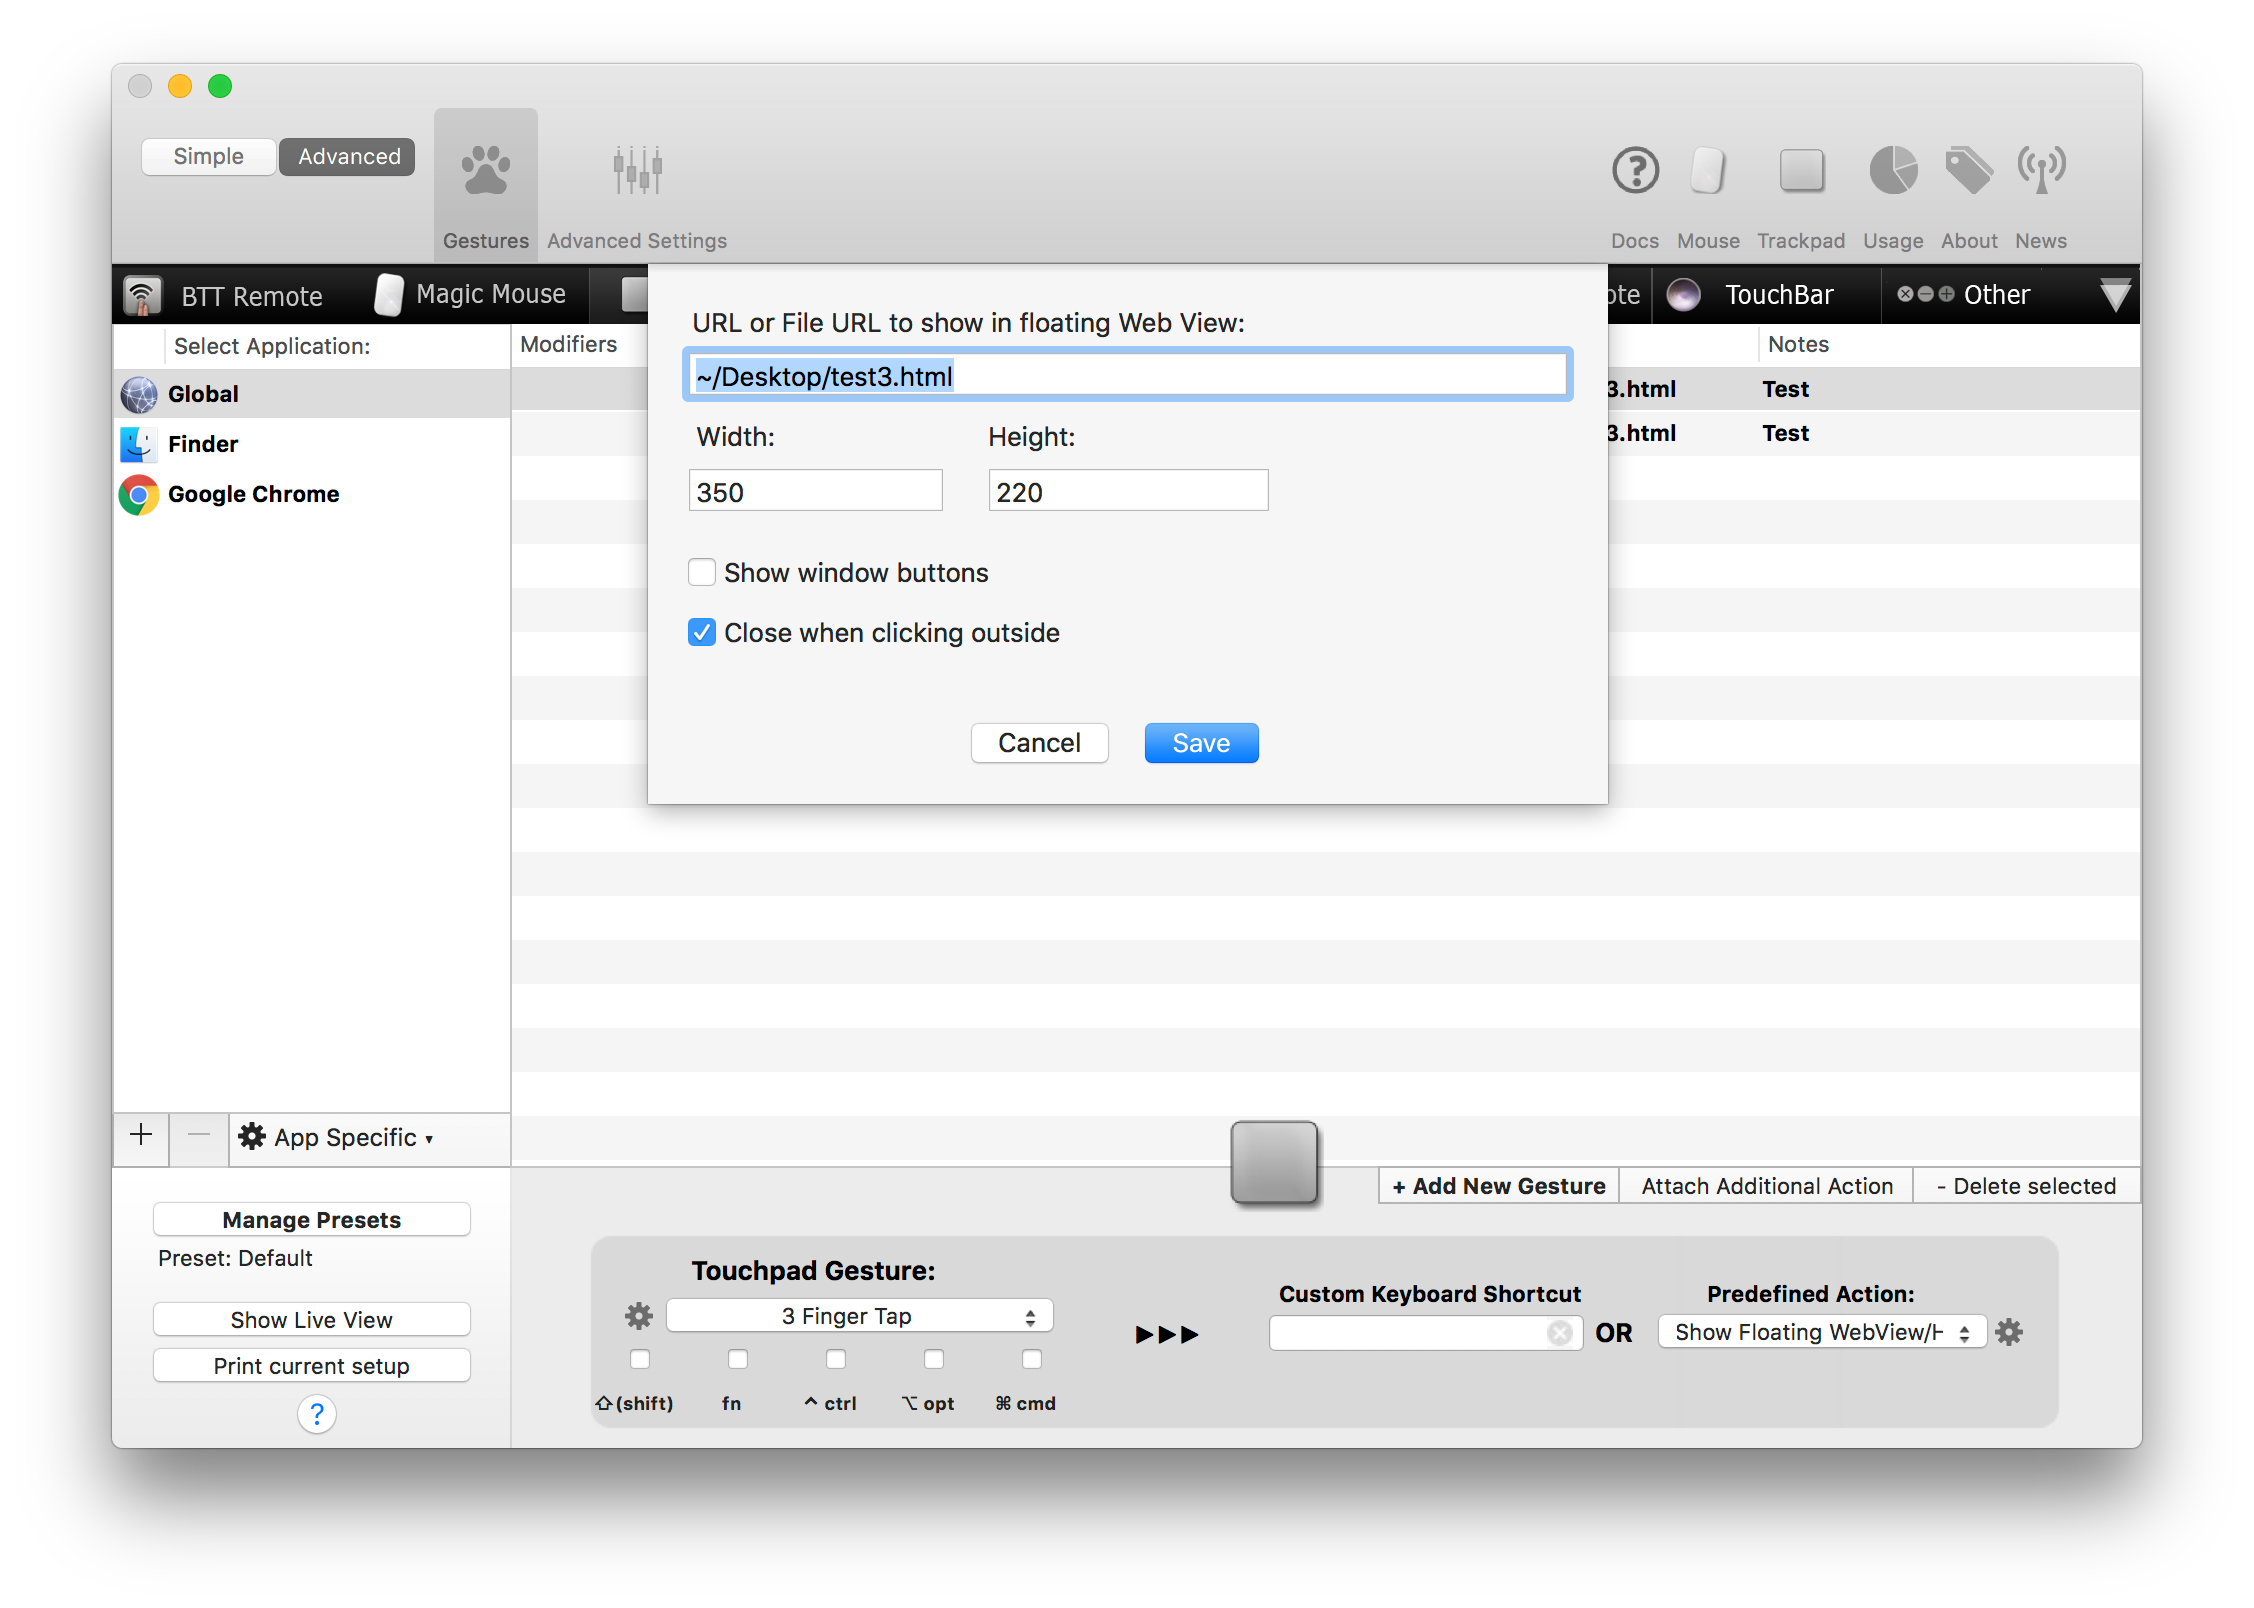 Simple
Advanced
Gestures
Advanced Settings
Docs
Mouse
Trackpad
Usage
About
News
BTT Remote
Magic Mouse
ote
TouchBar
Other
Select Application:
Modifiers
Notes
Global
Finder
Google Chrome
URL or File URL to show in floating Web View:
~/Desktop/test3.html
Width:
Height:
350
220
Show window buttons
Close when clicking outside
Cancel
Save
3.html
Test
3.html
Test
App Specific
+ Add New Gesture
Attach Additional Action
- Delete selected
Manage Presets
Preset: Default
Show Live View
Print current setup
?
Touchpad Gesture:
3 Finger Tap
⇧(shift)
fn
^ ctrl
⌥ opt
⌘ cmd
Custom Keyboard Shortcut
OR
Predefined Action:
Show Floating WebView/H